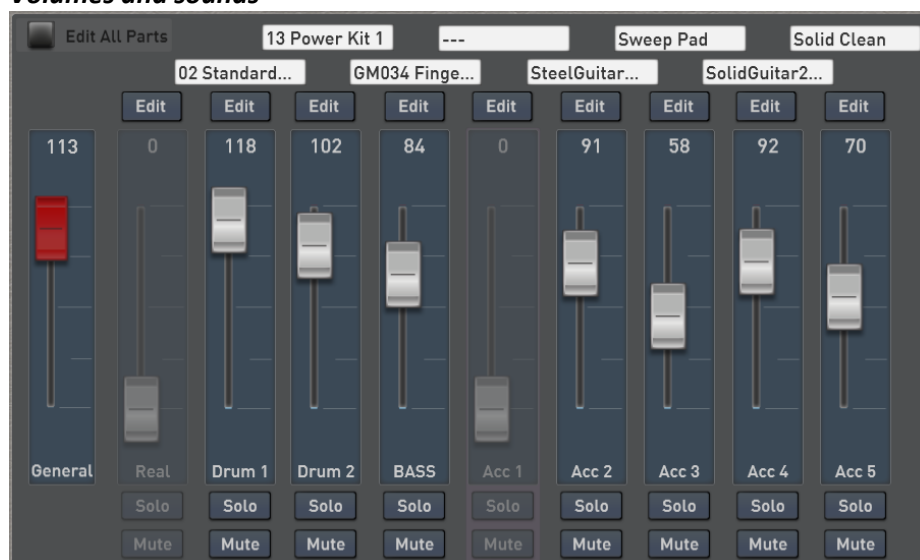 Volumes and sounds
Edit All Parts 13 Power Kit 1 --- Sweep Pad Solid Clean
02 Standard... GM034 Finge... SteelGuitar... SolidGuitar2...
Edit Edit Edit Edit Edit Edit Edit Edit Edit
113 0 118 102 84 0 91 58 92 70
General Real Drum 1 Drum 2 BASS Acc 1 Acc 2 Acc 3 Acc 4 Acc 5
Solo Solo Solo Solo Solo Solo Solo Solo Solo
Mute Mute Mute Mute Mute Mute Mute Mute Mute